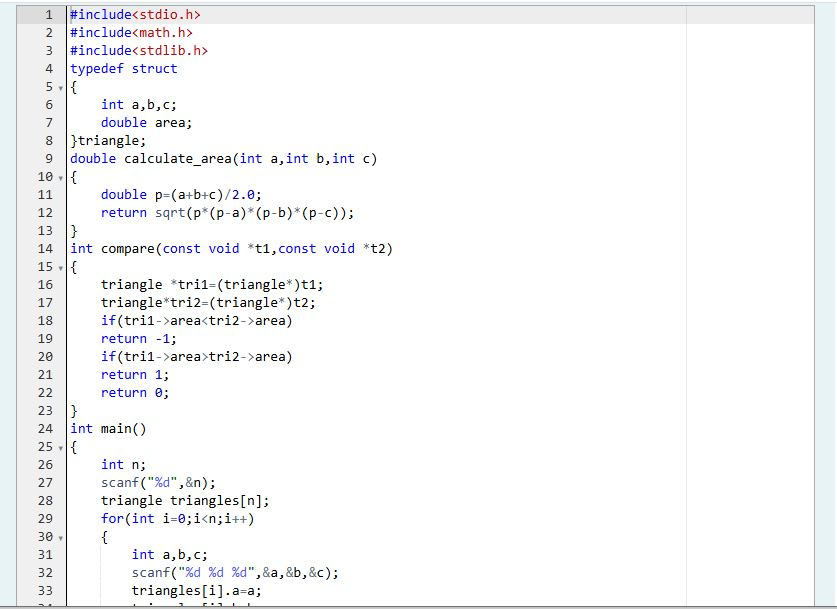 1 #include<stdio.h>
2 #include<math.h>
3 #include<stdlib.h>
4 typedef struct
5 {
6     int a,b,c;
7     double area;
8 }triangle;
9 double calculate_area(int a,int b,int c)
10 {
11     double p=(a+b+c)/2.0;
12     return sqrt(p*(p-a)*(p-b)*(p-c));
13 }
14 int compare(const void *t1,const void *t2)
15 {
16     triangle *tri1=(triangle*)t1;
17     triangle*tri2=(triangle*)t2;
18     if(tri1->area<tri2->area)
19     return -1;
20     if(tri1->area>tri2->area)
21     return 1;
22     return 0;
23 }
24 int main()
25 {
26     int n;
27     scanf("%d",&n);
28     triangle triangles[n];
29     for(int i=0;i<n;i++)
30     {
31         int a,b,c;
32         scanf("%d %d %d",&a,&b,&c);
33         triangles[i].a=a;